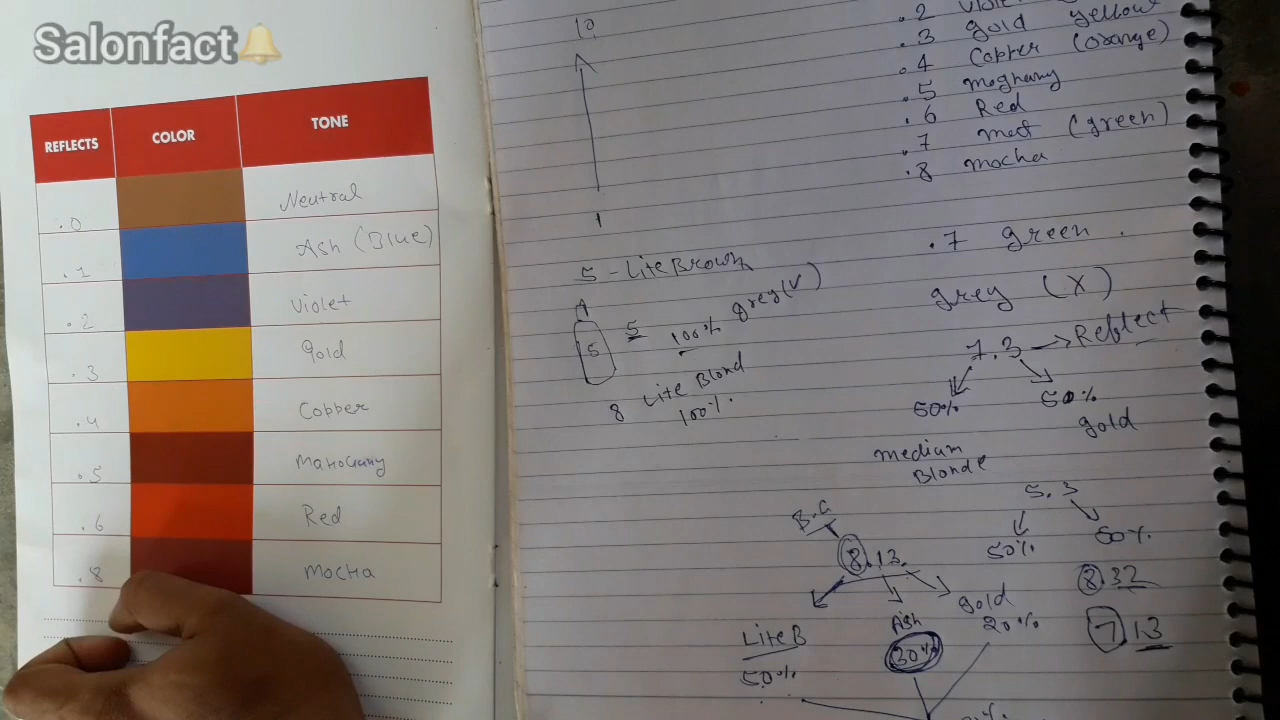 Salonfact
REFLECTS COLOR TONE
.0 Neutral
.1 Ash (Blue)
.2 Violet
.3 gold
.4 Copper
.5 Mahogany
.6 Red
.8 Mocha
10
1
.2
.3 gold yellow
.4 Copper (orange)
.5 moghany
.6 Red
.7 matt (green)
.8 mocha
5 - Lite Brown
5 5 100% grey (✓)
8 Lite Blond
100%.
.7 green .
grey (X)
7.3 → Reflect
50% 50%
gold
medium
Blonde
5.3
50% 50%.
B.C
8.13.
Lite B
50%
Ash
30%
gold
20%
8.32
7.13